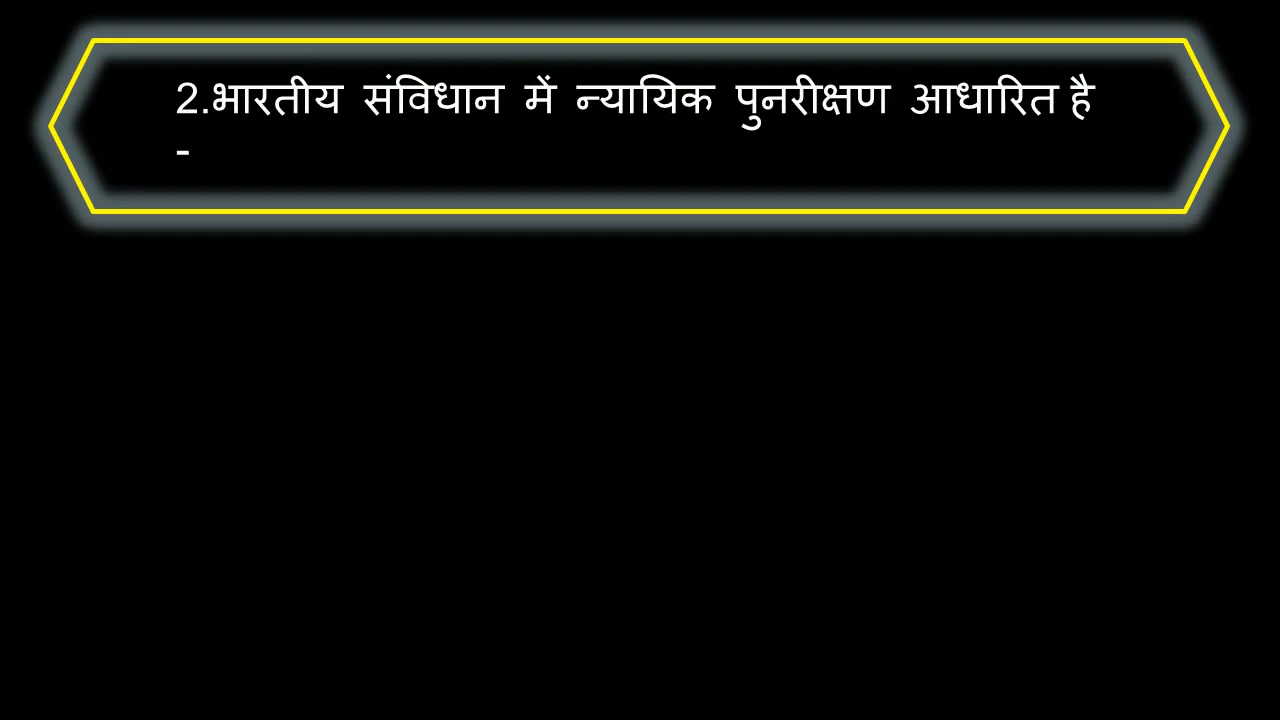 2.भारतीय संविधान में न्यायिक पुनरीक्षण आधारित है
-